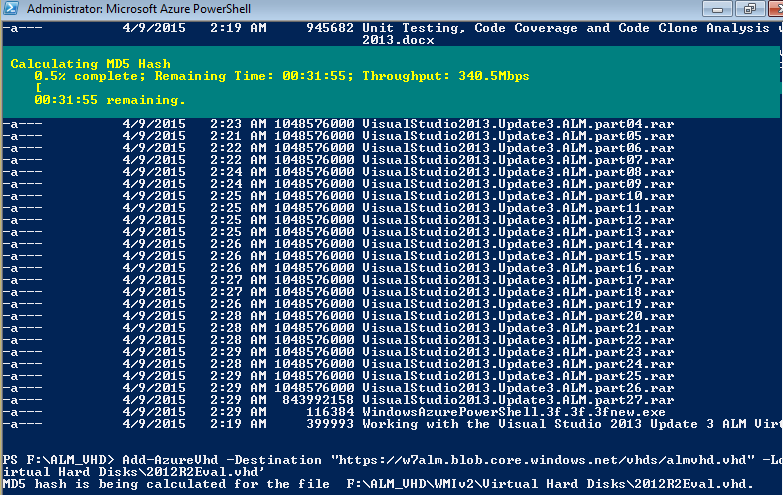 Administrator: Microsoft Azure PowerShell
-a--- 4/9/2015 2:19 AM 945682 Unit Testing, Code Coverage and Code Clone Analysis
2013.docx
Calculating MD5 Hash
0.5% complete; Remaining Time: 00:31:55; Throughput: 340.5Mbps
[
00:31:55 remaining.
-a--- 4/9/2015 2:23 AM 1048576000 VisualStudio2013.Update3.ALM.part04.rar
-a--- 4/9/2015 2:21 AM 1048576000 VisualStudio2013.Update3.ALM.part05.rar
-a--- 4/9/2015 2:22 AM 1048576000 VisualStudio2013.Update3.ALM.part06.rar
-a--- 4/9/2015 2:22 AM 1048576000 VisualStudio2013.Update3.ALM.part07.rar
-a--- 4/9/2015 2:24 AM 1048576000 VisualStudio2013.Update3.ALM.part08.rar
-a--- 4/9/2015 2:24 AM 1048576000 VisualStudio2013.Update3.ALM.part09.rar
-a--- 4/9/2015 2:25 AM 1048576000 VisualStudio2013.Update3.ALM.part10.rar
-a--- 4/9/2015 2:25 AM 1048576000 VisualStudio2013.Update3.ALM.part11.rar
-a--- 4/9/2015 2:25 AM 1048576000 VisualStudio2013.Update3.ALM.part12.rar
-a--- 4/9/2015 2:25 AM 1048576000 VisualStudio2013.Update3.ALM.part13.rar
-a--- 4/9/2015 2:26 AM 1048576000 VisualStudio2013.Update3.ALM.part14.rar
-a--- 4/9/2015 2:26 AM 1048576000 VisualStudio2013.Update3.ALM.part15.rar
-a--- 4/9/2015 2:26 AM 1048576000 VisualStudio2013.Update3.ALM.part16.rar
-a--- 4/9/2015 2:27 AM 1048576000 VisualStudio2013.Update3.ALM.part17.rar
-a--- 4/9/2015 2:27 AM 1048576000 VisualStudio2013.Update3.ALM.part18.rar
-a--- 4/9/2015 2:26 AM 1048576000 VisualStudio2013.Update3.ALM.part19.rar
-a--- 4/9/2015 2:28 AM 1048576000 VisualStudio2013.Update3.ALM.part20.rar
-a--- 4/9/2015 2:28 AM 1048576000 VisualStudio2013.Update3.ALM.part21.rar
-a--- 4/9/2015 2:28 AM 1048576000 VisualStudio2013.Update3.ALM.part22.rar
-a--- 4/9/2015 2:29 AM 1048576000 VisualStudio2013.Update3.ALM.part23.rar
-a--- 4/9/2015 2:28 AM 1048576000 VisualStudio2013.Update3.ALM.part24.rar
-a--- 4/9/2015 2:29 AM 1048576000 VisualStudio2013.Update3.ALM.part25.rar
-a--- 4/9/2015 2:29 AM 1048576000 VisualStudio2013.Update3.ALM.part26.rar
-a--- 4/9/2015 2:29 AM 843992158 VisualStudio2013.Update3.ALM.part27.rar
-a--- 4/9/2015 2:29 AM 116384 WindowsAzurePowerShell.3f.3f.3fnew.exe
-a--- 4/9/2015 2:19 AM 399993 Working with the Visual Studio 2013 Update 3 ALM Virt
PS F:\ALM_VHD> Add-AzureVhd -Destination "https://w7alm.blob.core.windows.net/vhds/almvhd.vhd" -Lo
irtual Hard Disks\2012R2Eval.vhd'
MD5 hash is being calculated for the file F:\ALM_VHD\WMIv2\Virtual Hard Disks\2012R2Eval.vhd.